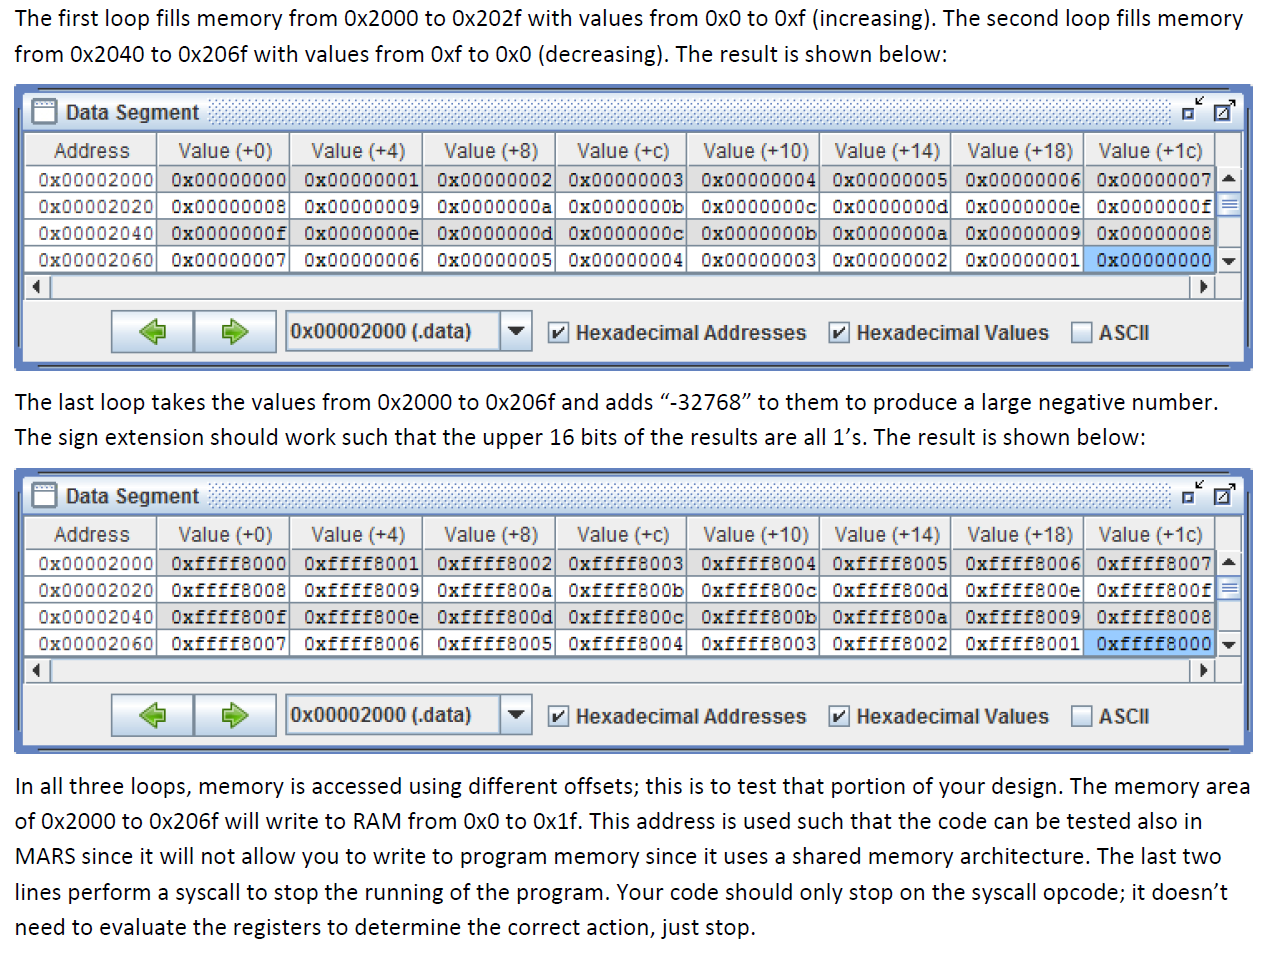 The first loop fills memory from 0x2000 to 0x202f with values from 0x0 to 0xf (increasing). The second loop fills memory
from 0x2040 to 0x206f with values from 0xf to 0x0 (decreasing). The result is shown below:
Data Segment
Address Value (+0) Value (+4) Value (+8) Value (+c) Value (+10) Value (+14) Value (+18) Value (+1c)
0x00002000 0x00000000 0x00000001 0x00000002 0x00000003 0x00000004 0x00000005 0x00000006 0x00000007
0x00002020 0x00000008 0x00000009 0x0000000a 0x0000000b 0x0000000c 0x0000000d 0x0000000e 0x0000000f
0x00002040 0x0000000f 0x0000000e 0x0000000d 0x0000000c 0x0000000b 0x0000000a 0x00000009 0x00000008
0x00002060 0x00000007 0x00000006 0x00000005 0x00000004 0x00000003 0x00000002 0x00000001 0x00000000
0x00002000 (.data) Hexadecimal Addresses Hexadecimal Values ASCII
The last loop takes the values from 0x2000 to 0x206f and adds “-32768” to them to produce a large negative number.
The sign extension should work such that the upper 16 bits of the results are all 1’s. The result is shown below:
Data Segment
Address Value (+0) Value (+4) Value (+8) Value (+c) Value (+10) Value (+14) Value (+18) Value (+1c)
0x00002000 0xffff8000 0xffff8001 0xffff8002 0xffff8003 0xffff8004 0xffff8005 0xffff8006 0xffff8007
0x00002020 0xffff8008 0xffff8009 0xffff800a 0xffff800b 0xffff800c 0xffff800d 0xffff800e 0xffff800f
0x00002040 0xffff800f 0xffff800e 0xffff800d 0xffff800c 0xffff800b 0xffff800a 0xffff8009 0xffff8008
0x00002060 0xffff8007 0xffff8006 0xffff8005 0xffff8004 0xffff8003 0xffff8002 0xffff8001 0xffff8000
0x00002000 (.data) Hexadecimal Addresses Hexadecimal Values ASCII
In all three loops, memory is accessed using different offsets; this is to test that portion of your design. The memory area
of 0x2000 to 0x206f will write to RAM from 0x0 to 0x1f. This address is used such that the code can be tested also in
MARS since it will not allow you to write to program memory since it uses a shared memory architecture. The last two
lines perform a syscall to stop the running of the program. Your code should only stop on the syscall opcode; it doesn’t
need to evaluate the registers to determine the correct action, just stop.